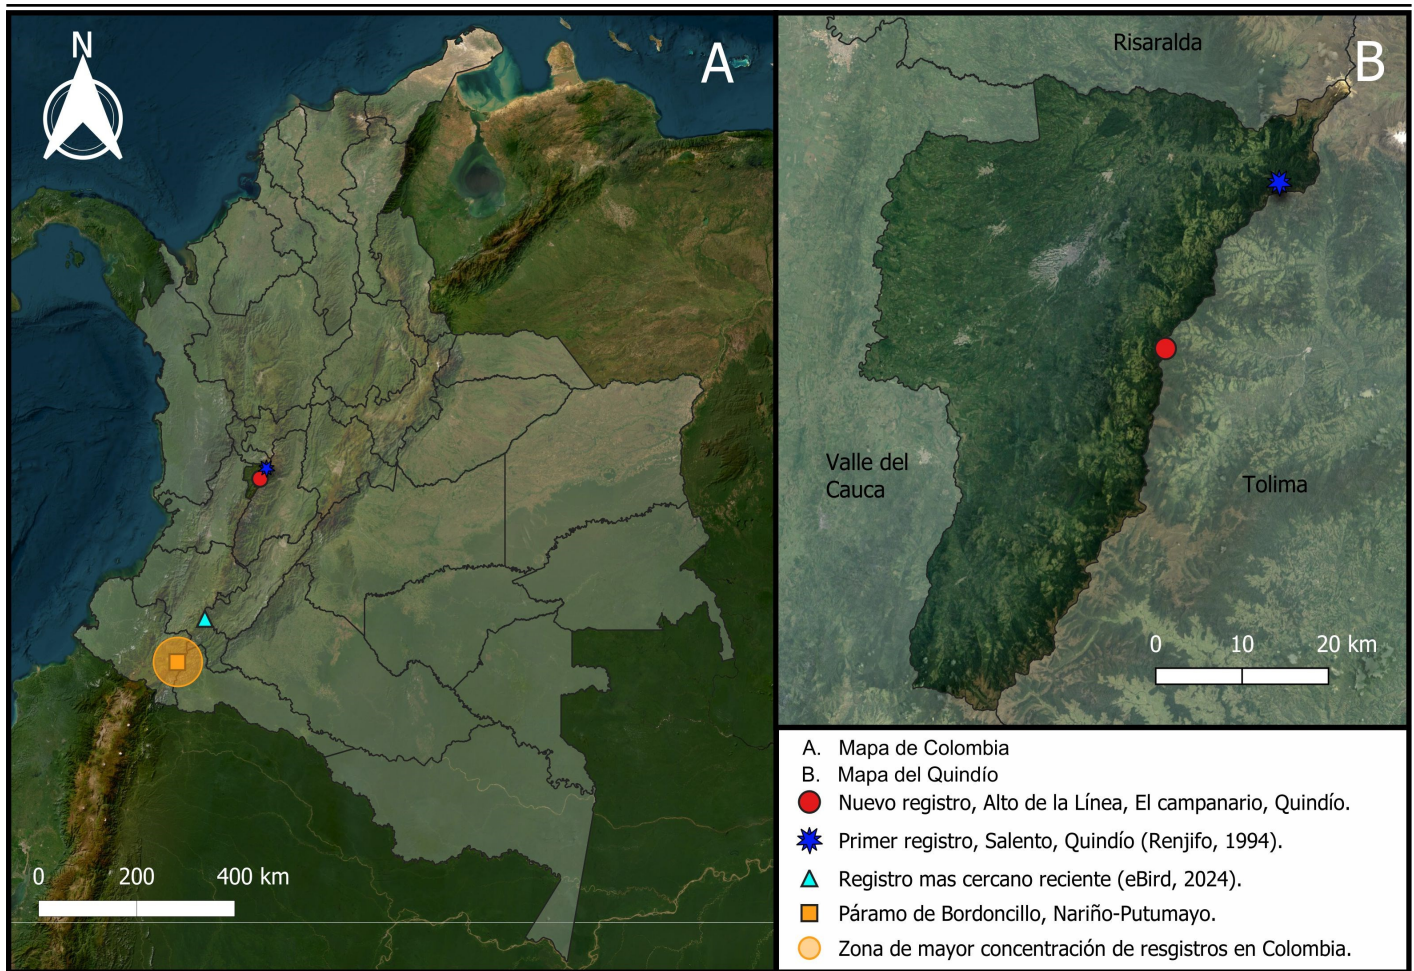 N
A
0 200 400 km
Risaralda
B
Valle del
Cauca
Tolima
0 10 20 km
A. Mapa de Colombia
B. Mapa del Quindío
Nuevo registro, Alto de la Línea, El campanario, Quindío.
Primer registro, Salento, Quindío (Renjifo, 1994).
Registro mas cercano reciente (eBird, 2024).
Páramo de Bordoncillo, Nariño-Putumayo.
Zona de mayor concentración de resgistros en Colombia.